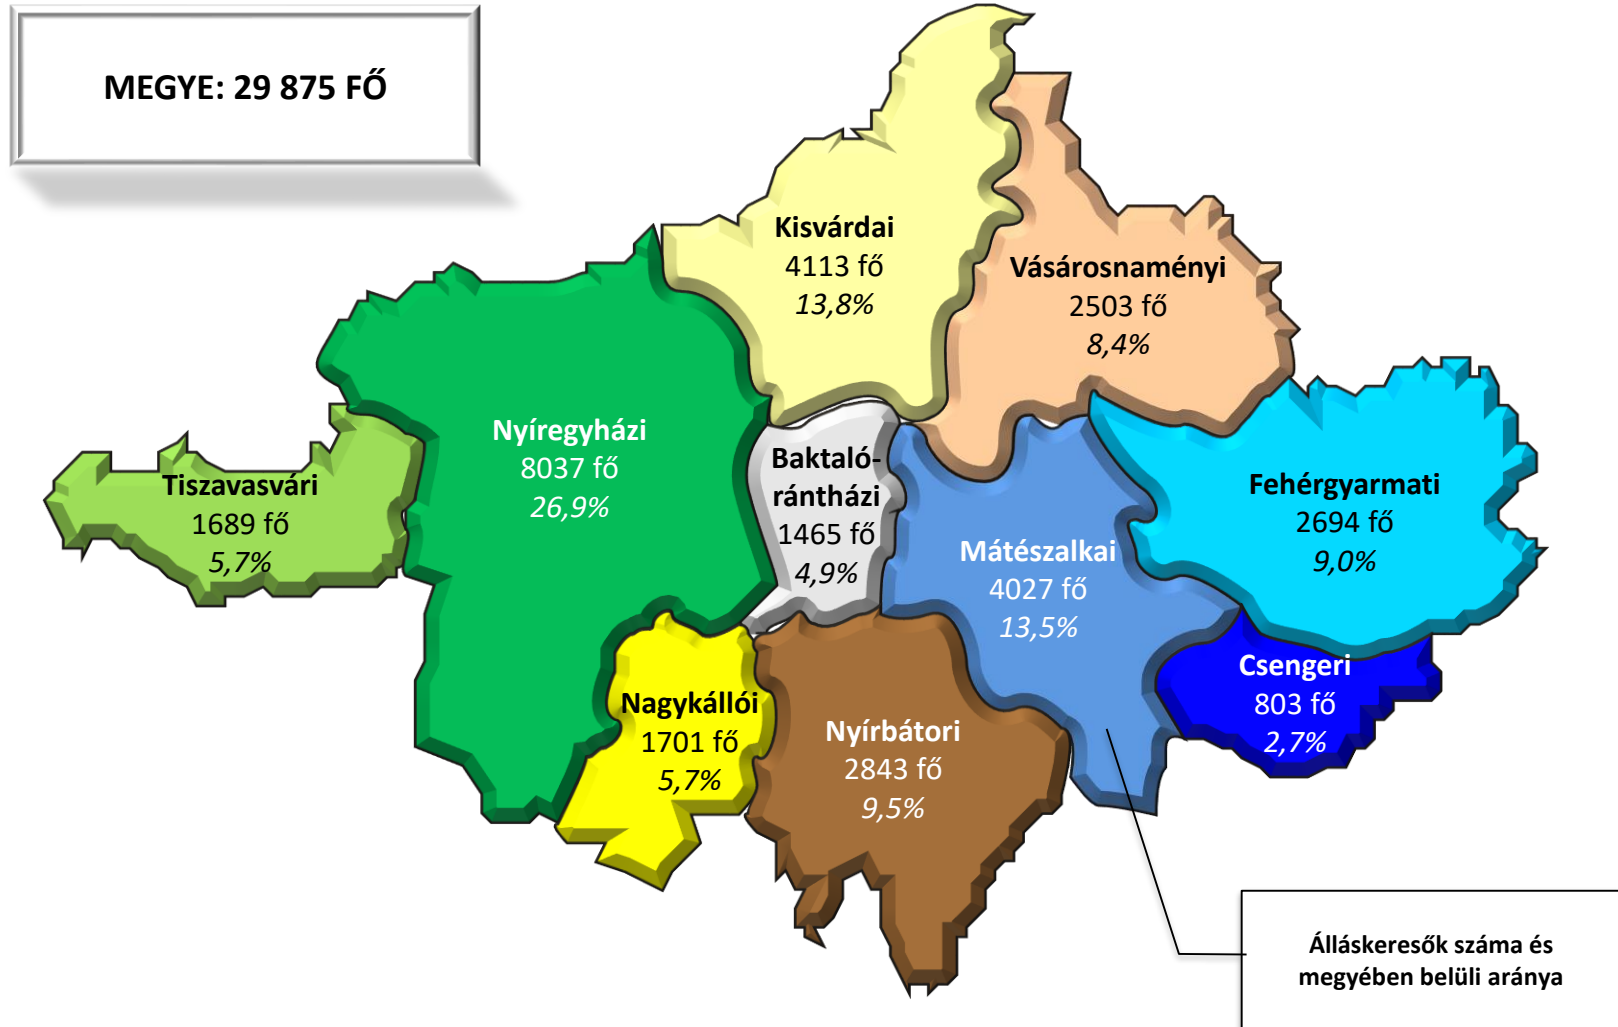 MEGYE: 29 875 FŐ
Kisvárdai
4113 fő
13,8%
Vásárosnaményi
2503 fő
8,4%
Nyíregyházi
8037 fő
26,9%
Baktaló-
rántházi
1465 fő
4,9%
Tiszavasvári
1689 fő
5,7%
Fehérgyarmati
2694 fő
9,0%
Mátészalkai
4027 fő
13,5%
Csengeri
803 fő
2,7%
Nagykállói
1701 fő
5,7%
Nyírbátori
2843 fő
9,5%
Álláskeresők száma és
megyében belüli aránya